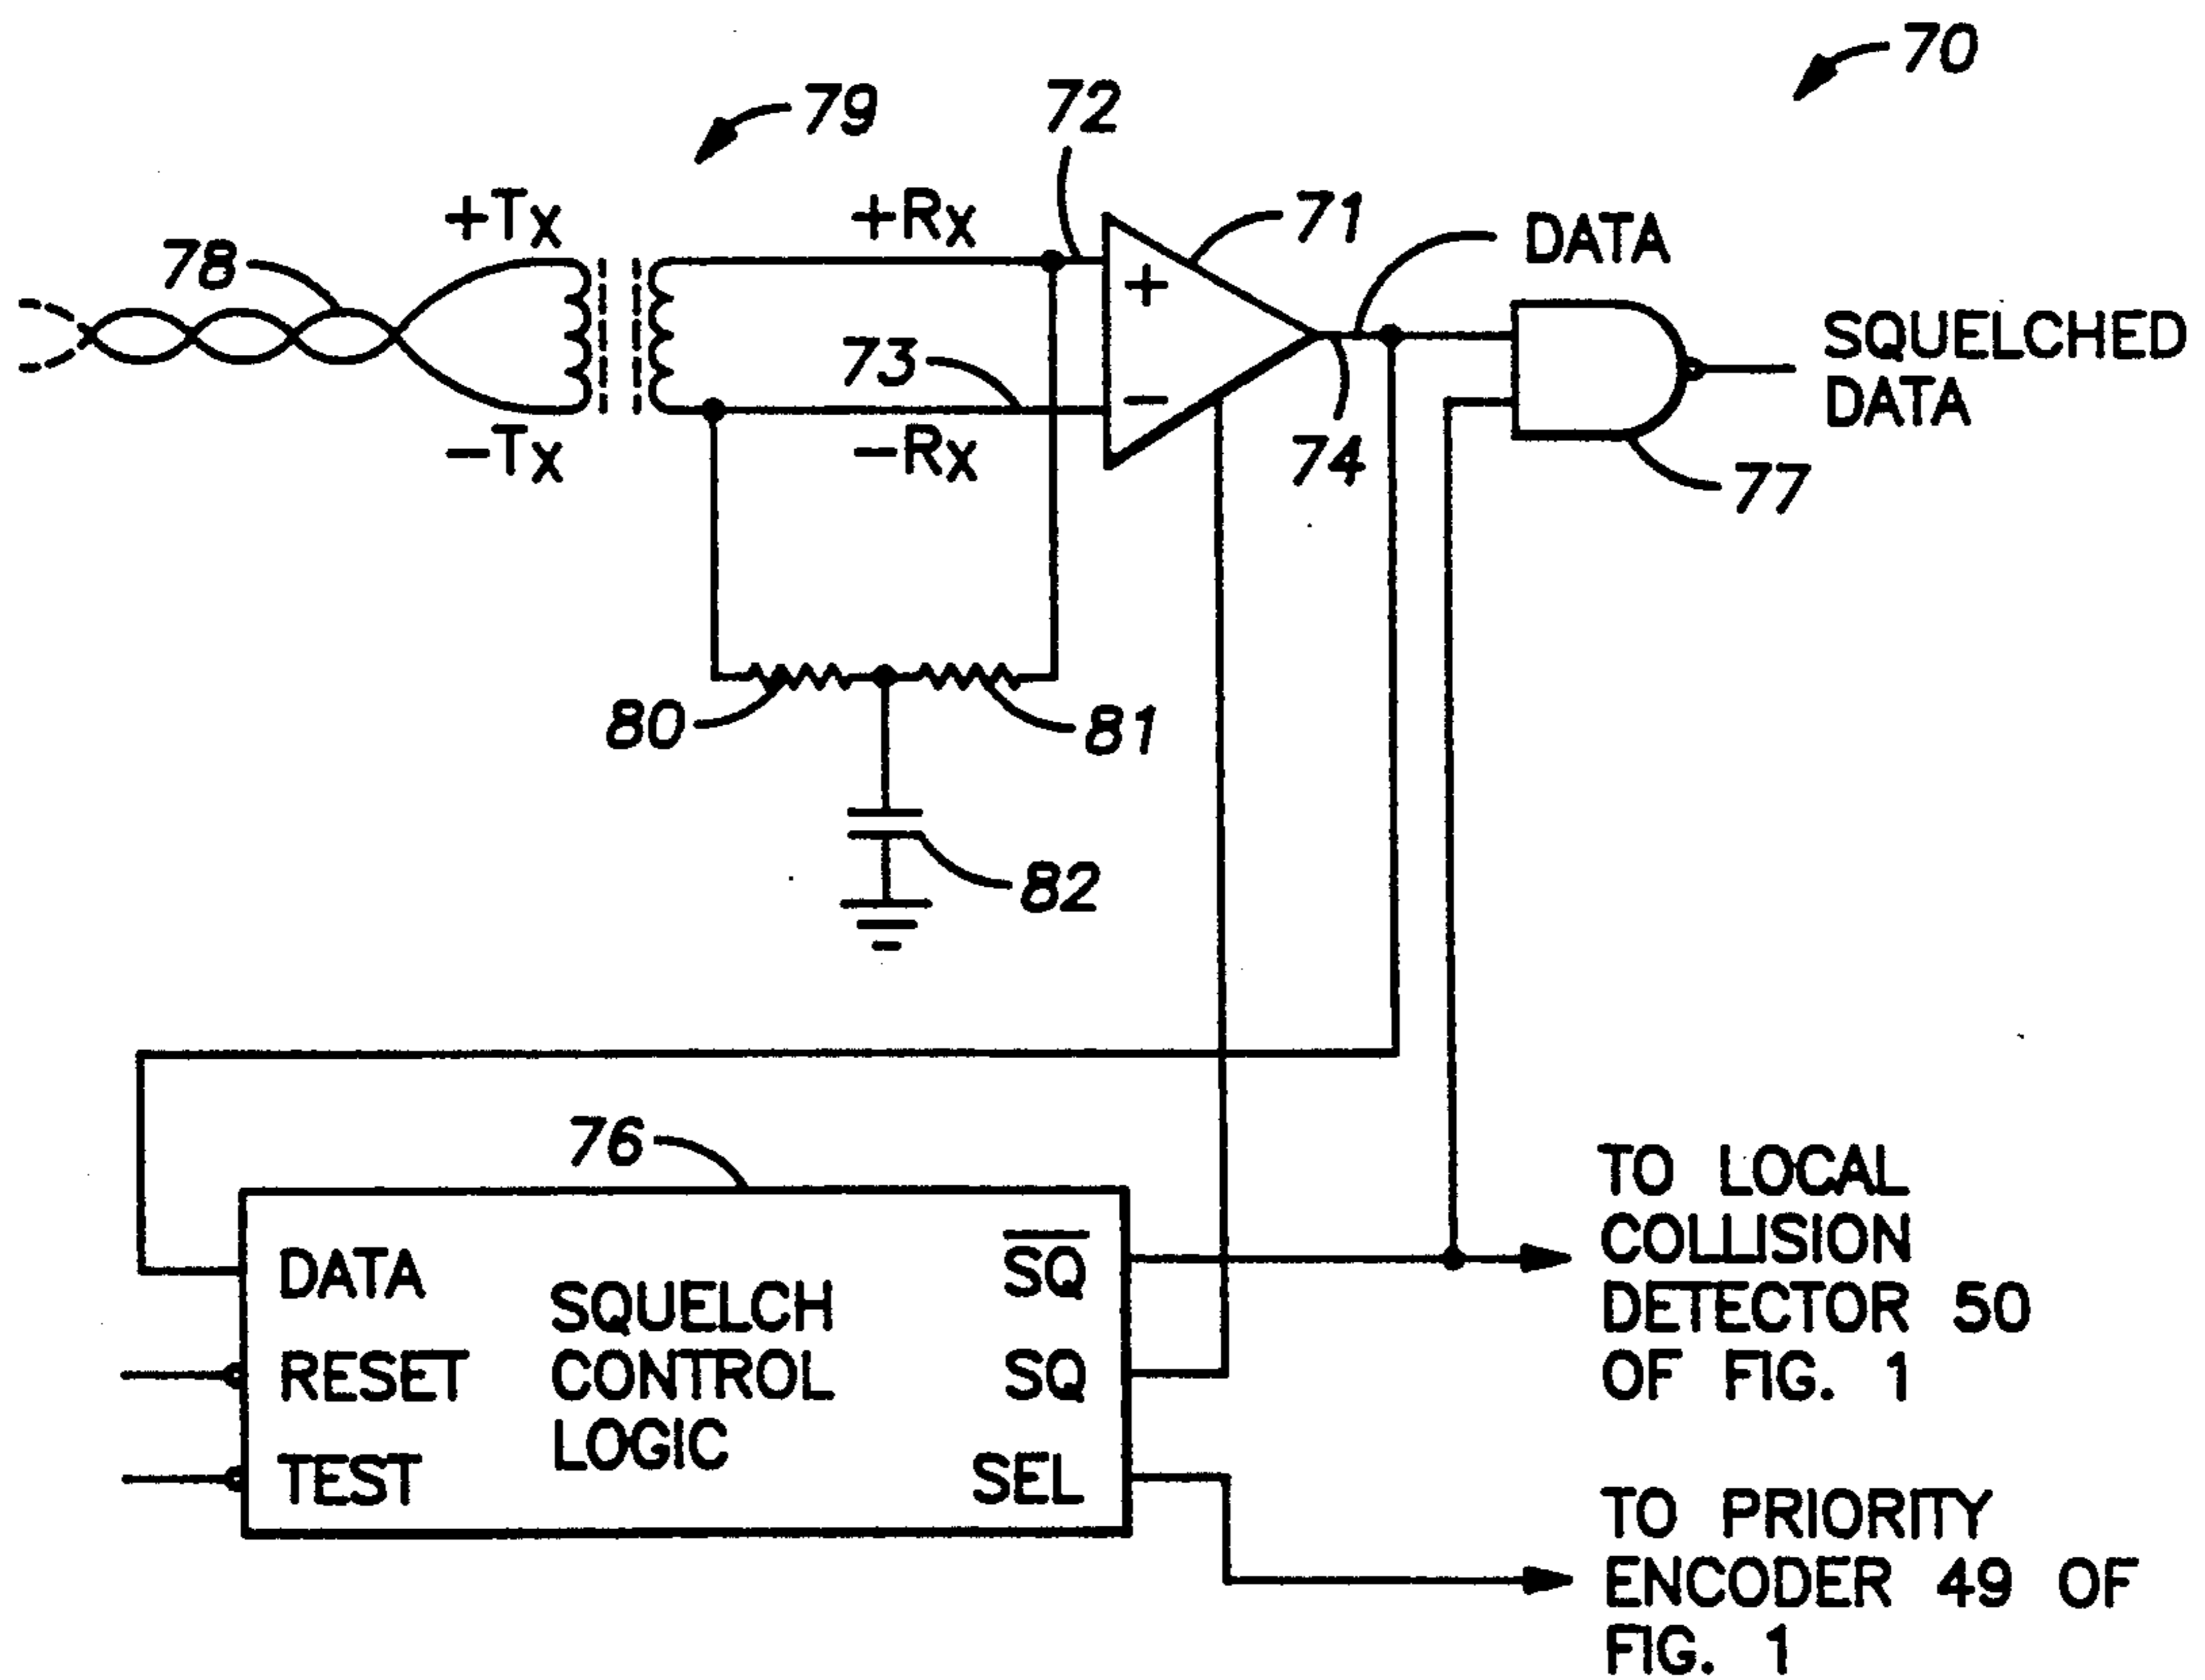 70
79
72
71
+Tx
+Rx
DATA
78
+
SQUELCHED
DATA
73
−
−Tx
−Rx
74
77
80
81
82
76
DATA
RESET
TEST
SQUELCH
CONTROL
LOGIC
S̅Q̅
SQ
SEL
TO LOCAL
COLLISION
DETECTOR 50
OF FIG. 1
TO PRIORITY
ENCODER 49 OF
FIG. 1